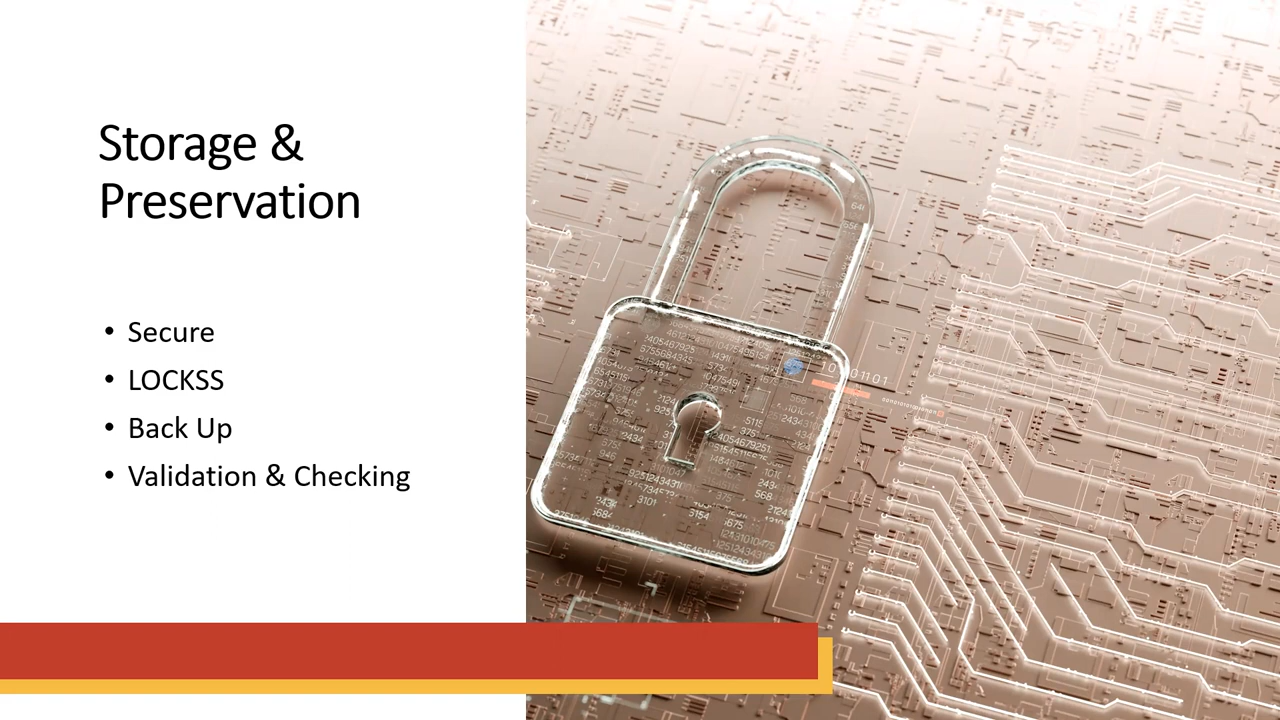 Storage &
Preservation
• Secure
• LOCKSS
• Back Up
• Validation & Checking